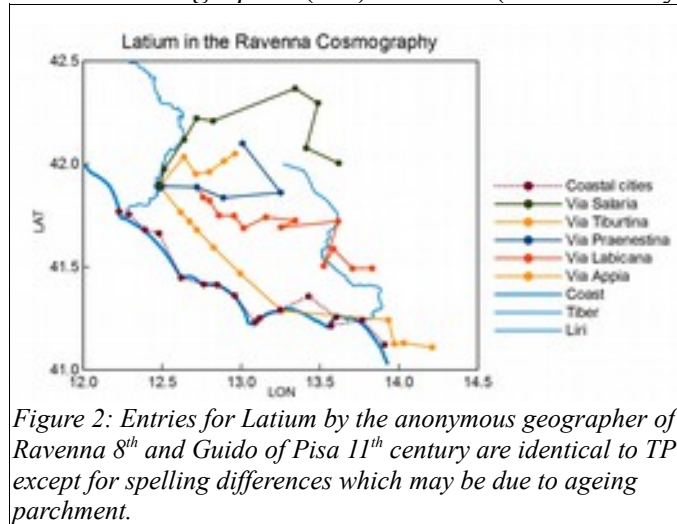 Latium in the Ravenna Cosmography
42.5
42.0
41.5
41.0
LAT
12.0 12.5 13.0 13.5 14.0 14.5
LON
Coastal cities
Via Salaria
Via Tiburtina
Via Praenestina
Via Labicana
Via Appia
Coast
Tiber
Liri
Figure 2: Entries for Latium by the anonymous geographer of
Ravenna 8th and Guido of Pisa 11th century are identical to TP
except for spelling differences which may be due to ageing
parchment.